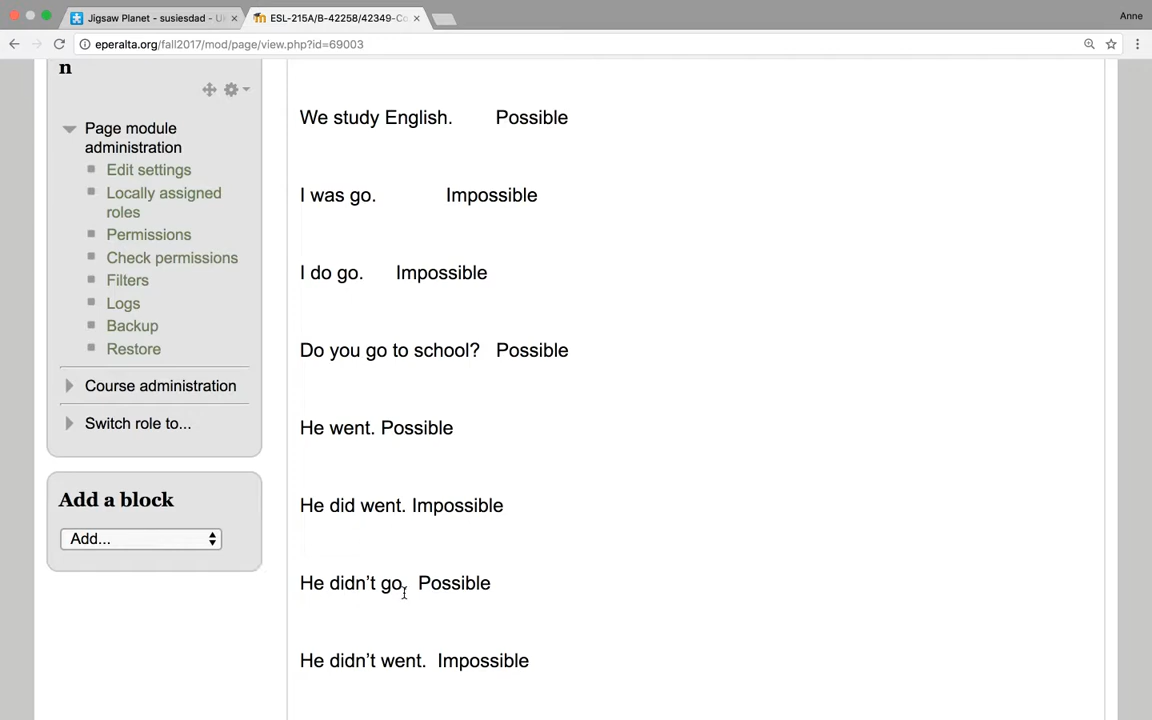 Jigsaw Planet - susiesdad - U
ESL-215A/B-42258/42349-Co
Anne
eperalta.org/fall2017/mod/page/view.php?id=69003
n
Page module
administration
Edit settings
Locally assigned
roles
Permissions
Check permissions
Filters
Logs
Backup
Restore
Course administration
Switch role to...
Add a block
Add...
We study English. Possible
I was go. Impossible
I do go. Impossible
Do you go to school? Possible
He went. Possible
He did went. Impossible
He didn't go. Possible
He didn't went. Impossible